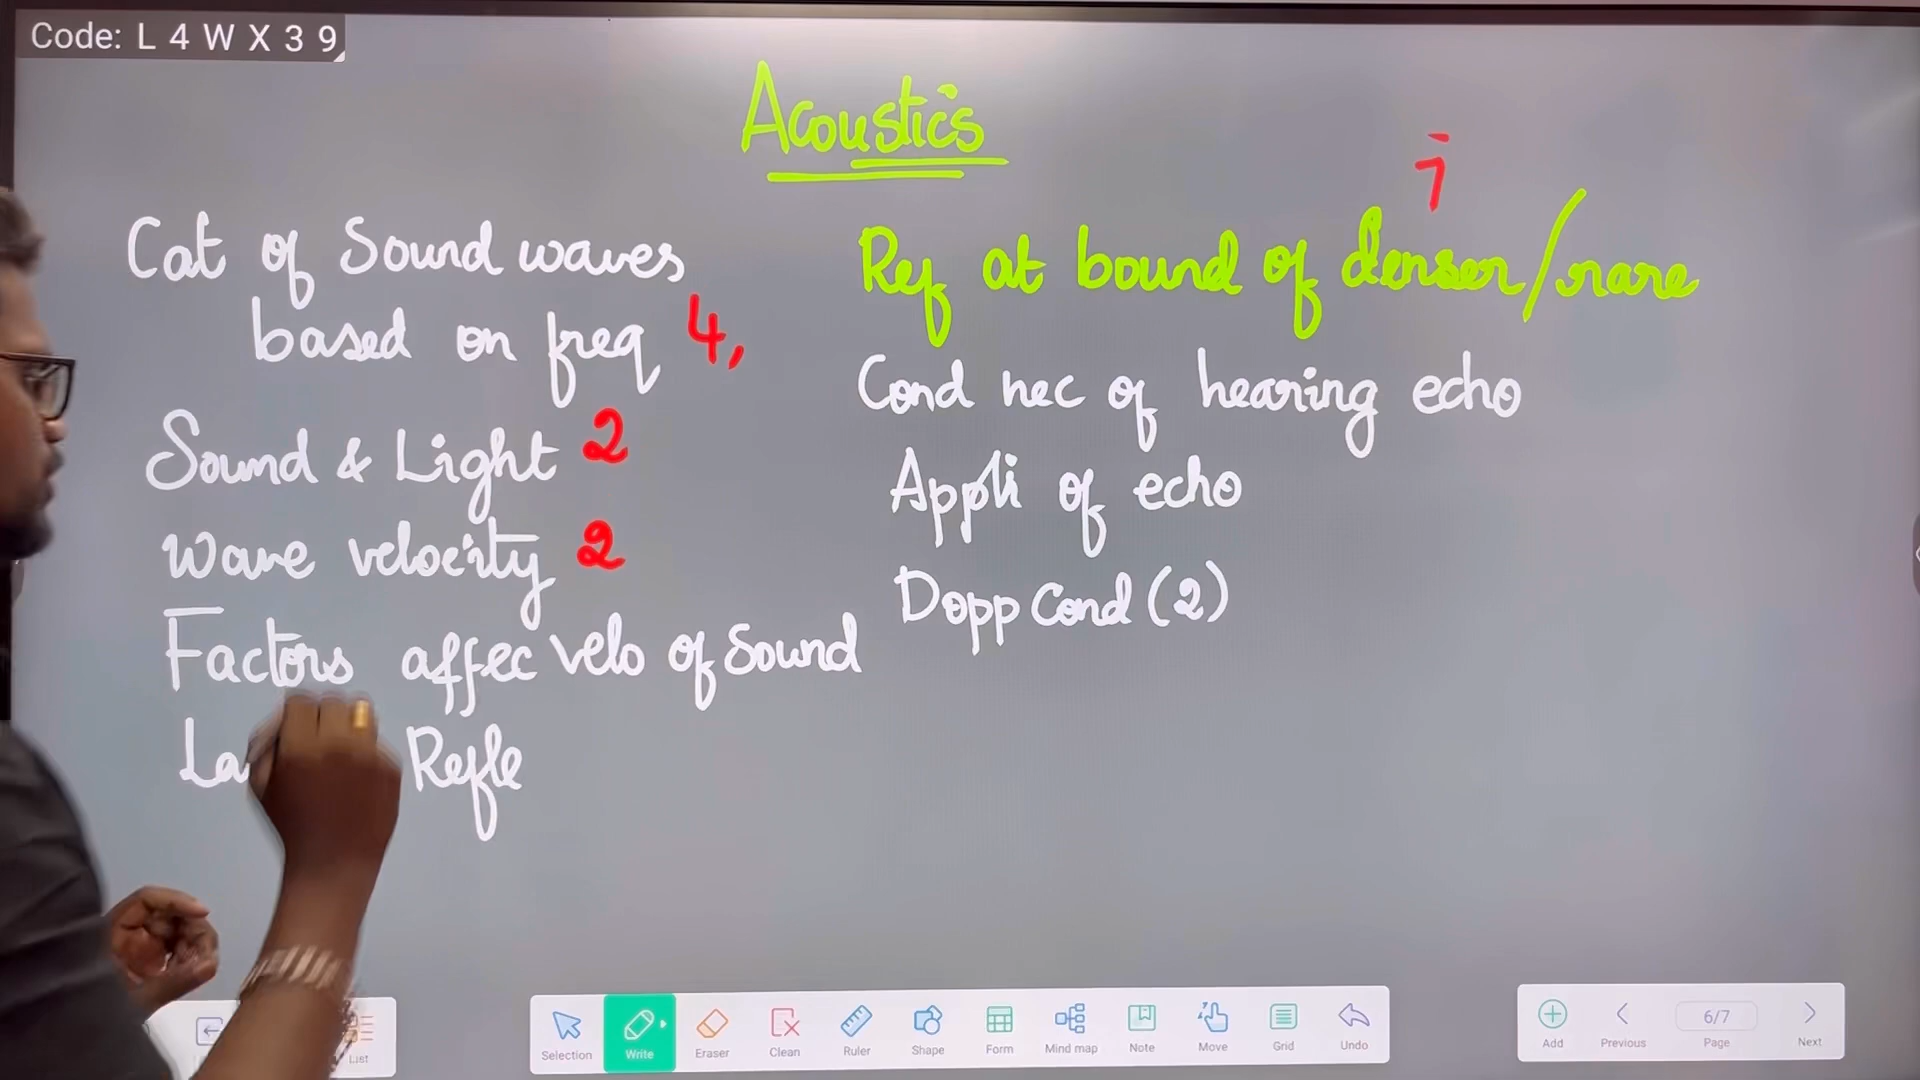 Code: L 4 W X 3 9
Acoustics
Cat of Sound waves
based on freq 4,
Sound & Light 2
Wave velocity 2
Factors affec velo of Sound
Refle
7
Ref at bound of denser/rare
Cond nec of hearing echo
Appli of echo
Dopp Cond (2)
List
Selection Write Eraser Clean Ruler Shape Form Mind map Note Move Grid Undo
6/7
Add Previous Page Next